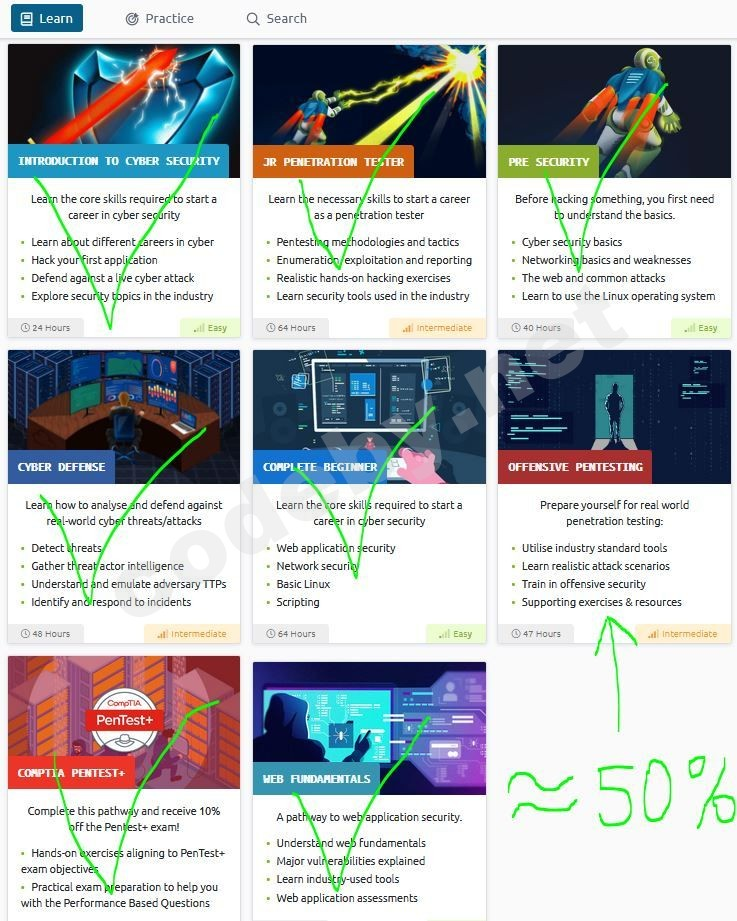 Learn
Practice
Search
INTRODUCTION TO CYBER SECURITY
Learn the core skills required to start a
career in cyber security
Learn about different careers in cyber
Hack your first application
Defend against a live cyber attack
Explore security topics in the industry
24 Hours
Easy
JR PENETRATION TESTER
Learn the necessary skills to start a career
as a penetration tester
Pentesting methodologies and tactics
Enumeration, exploitation and reporting
Realistic hands-on hacking exercises
Learn security tools used in the industry
64 Hours
Intermediate
PRE SECURITY
Before hacking something, you first need
to understand the basics.
Cyber security basics
Networking basics and weaknesses
The web and common attacks
Learn to use the Linux operating system
40 Hours
Easy
CYBER DEFENSE
Learn how to analyse and defend against
real-world cyber threats/attacks
Detect threats
Gather threat actor intelligence
Understand and emulate adversary TTPs
Identify and respond to incidents
48 Hours
Intermediate
COMPLETE BEGINNER
Learn the core skills required to start a
career in cyber security
Web application security
Network security
Basic Linux
Scripting
64 Hours
Easy
OFFENSIVE PENTESTING
Prepare yourself for real world
penetration testing:
Utilise industry standard tools
Learn realistic attack scenarios
Train in offensive security
Supporting exercises & resources
47 Hours
Intermediate
CompTIA
PenTest+
COMPTIA PENTEST+
Complete this pathway and receive 10%
off the Pentest+ exam!
Hands-on exercises aligning to PenTest+
exam objectives
Practical exam preparation to help you
with the Performance Based Questions
WEB FUNDAMENTALS
A pathway to web application security.
Understand web fundamentals
Major vulnerabilities explained
Learn industry-used tools
Web application assessments
≈50%
codeby.net